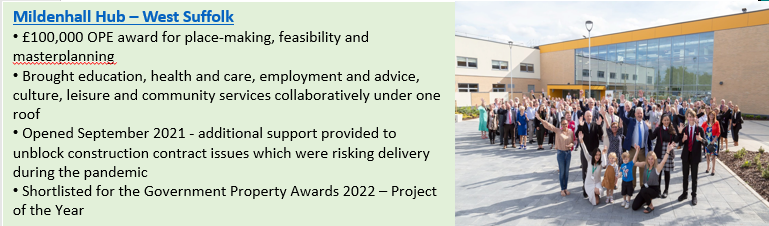 Mildenhall Hub – West Suffolk
• £100,000 OPE award for place-making, feasibility and
masterplanning
• Brought education, health and care, employment and advice,
culture, leisure and community services collaboratively under one
roof
• Opened September 2021 - additional support provided to
unblock construction contract issues which were risking delivery
during the pandemic
• Shortlisted for the Government Property Awards 2022 – Project
of the Year